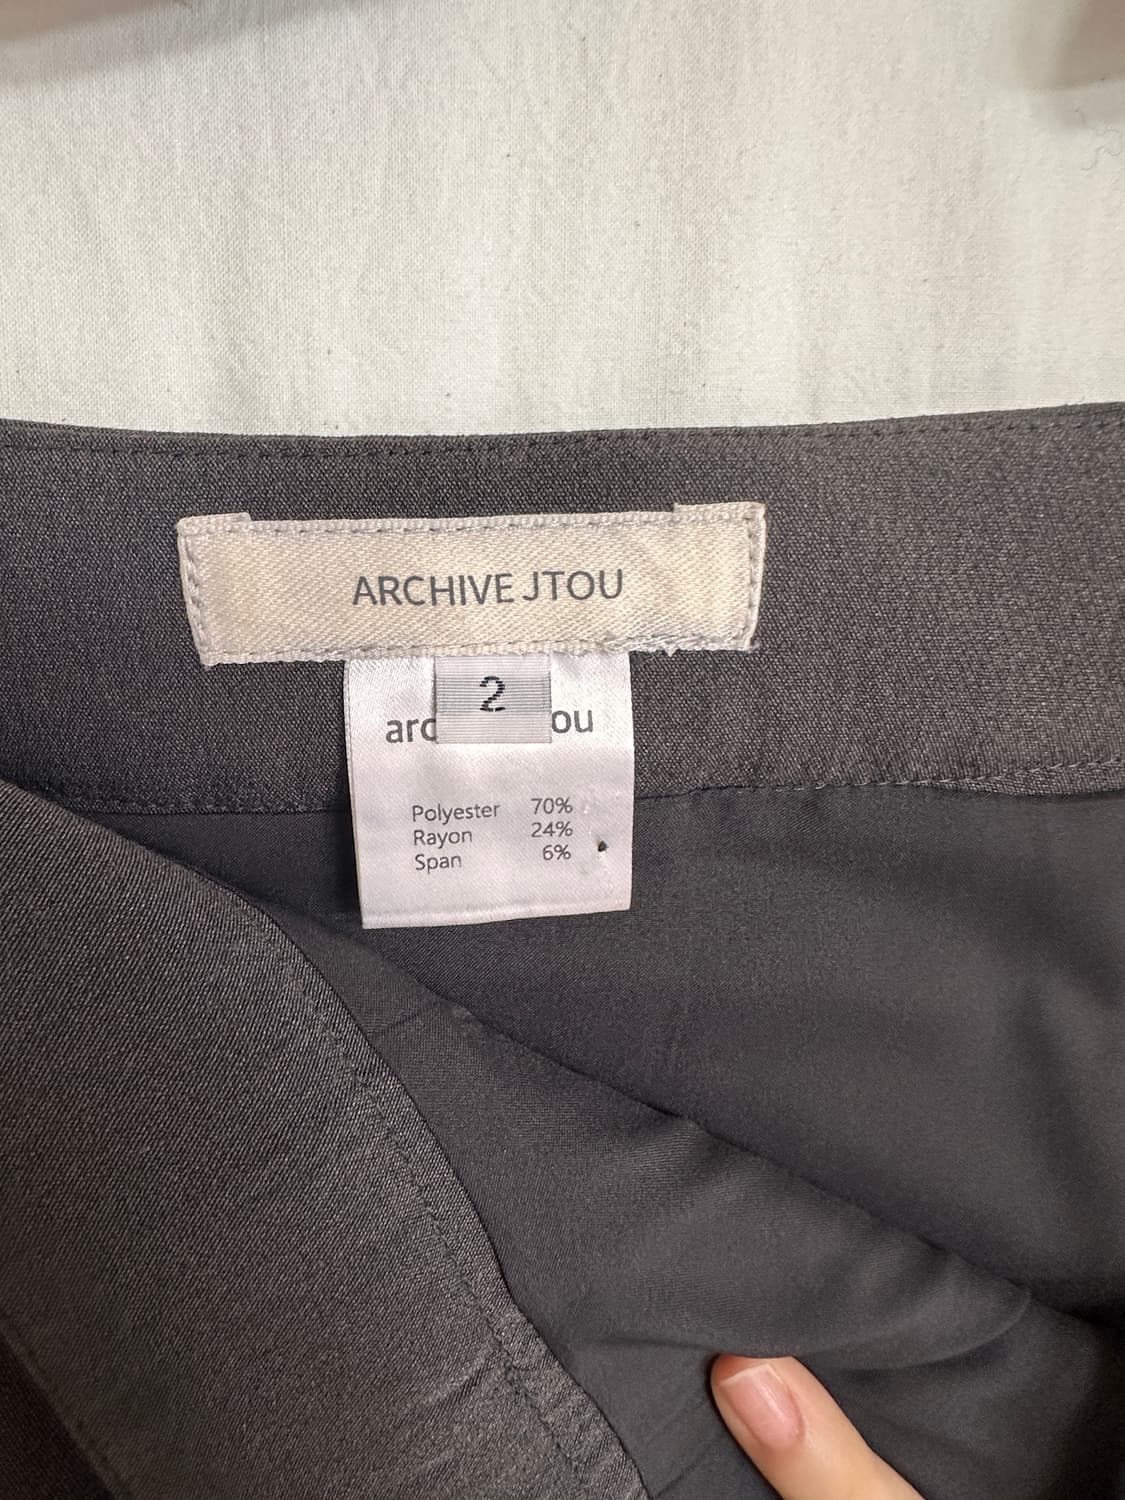 ARCHIVE JTOU
2
arc ou
Polyester 70%
Rayon 24%
Span 6%